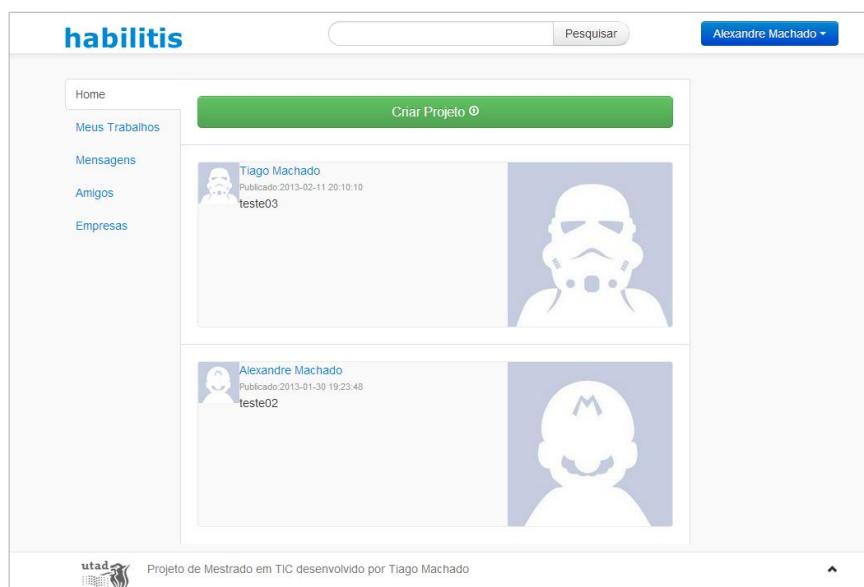 habilitis
Pesquisar
Alexandre Machado
Home
Meus Trabalhos
Mensagens
Amigos
Empresas
Criar Projeto
Tiago Machado
Publicado:2013-02-11 20:10:10
teste03
Alexandre Machado
Publicado:2013-01-30 19:23:48
teste02
utad
Projeto de Mestrado em TIC desenvolvido por Tiago Machado